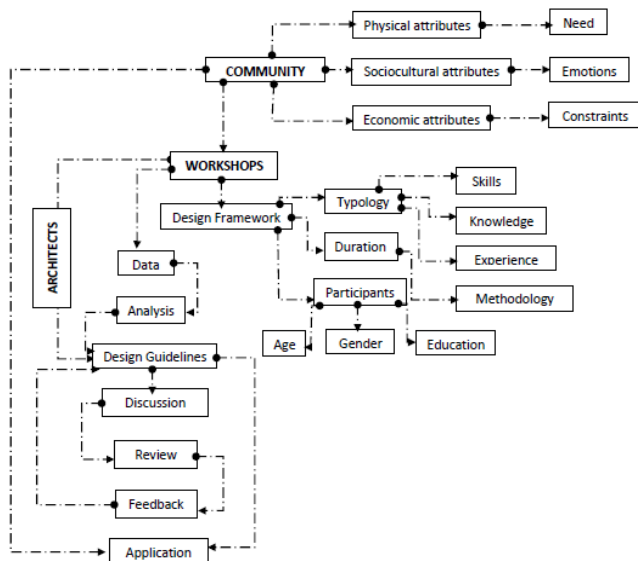 Physical attributes
Need
COMMUNITY
Sociocultural attributes
Emotions
Economic attributes
Constraints
WORKSHOPS
Skills
Typology
Design Framework
Knowledge
ARCHITECTS
Duration
Experience
Data
Participants
Methodology
Analysis
Age
Gender
Education
Design Guidelines
Discussion
Review
Feedback
Application